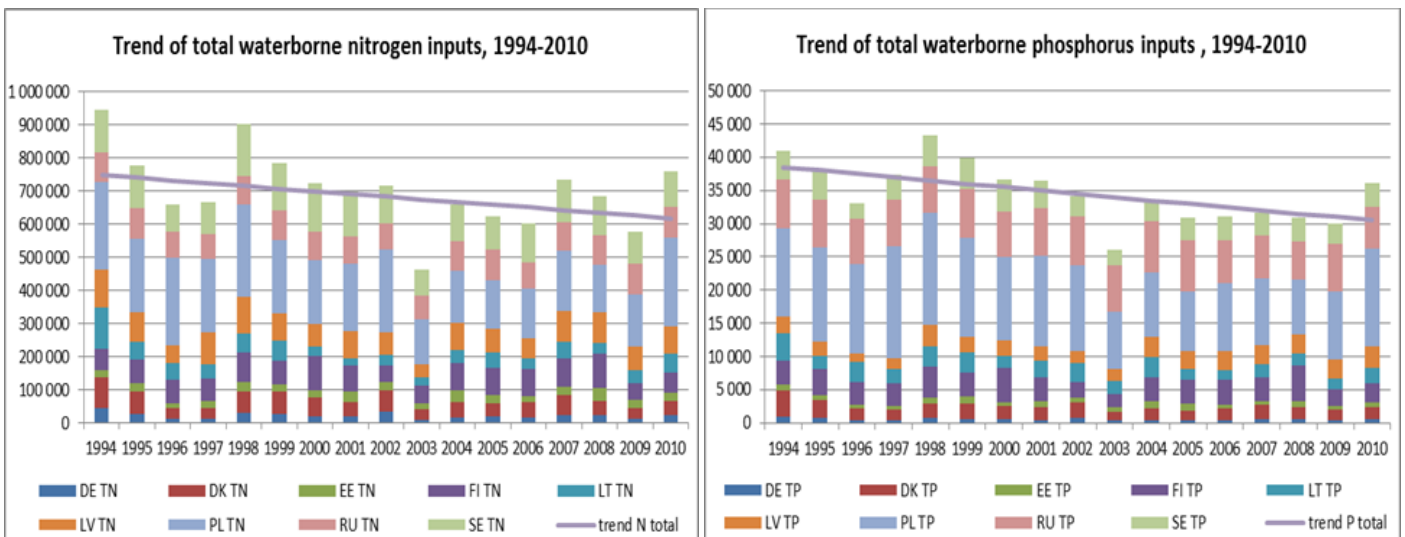 Trend of total waterborne nitrogen inputs, 1994-2010
1 000 000
900 000
800 000
700 000
600 000
500 000
400 000
300 000
200 000
100 000
0
1994 1995 1996 1997 1998 1999 2000 2001 2002 2003 2004 2005 2006 2007 2008 2009 2010
DE TN DK TN EE TN FI TN LT TN
LV TN PL TN RU TN SE TN trend N total
Trend of total waterborne phosphorus inputs , 1994-2010
50 000
45 000
40 000
35 000
30 000
25 000
20 000
15 000
10 000
5 000
0
1994 1995 1996 1997 1998 1999 2000 2001 2002 2003 2004 2005 2006 2007 2008 2009 2010
DE TP DK TP EE TP FI TP LT TP
LV TP PL TP RU TP SE TP trend P total